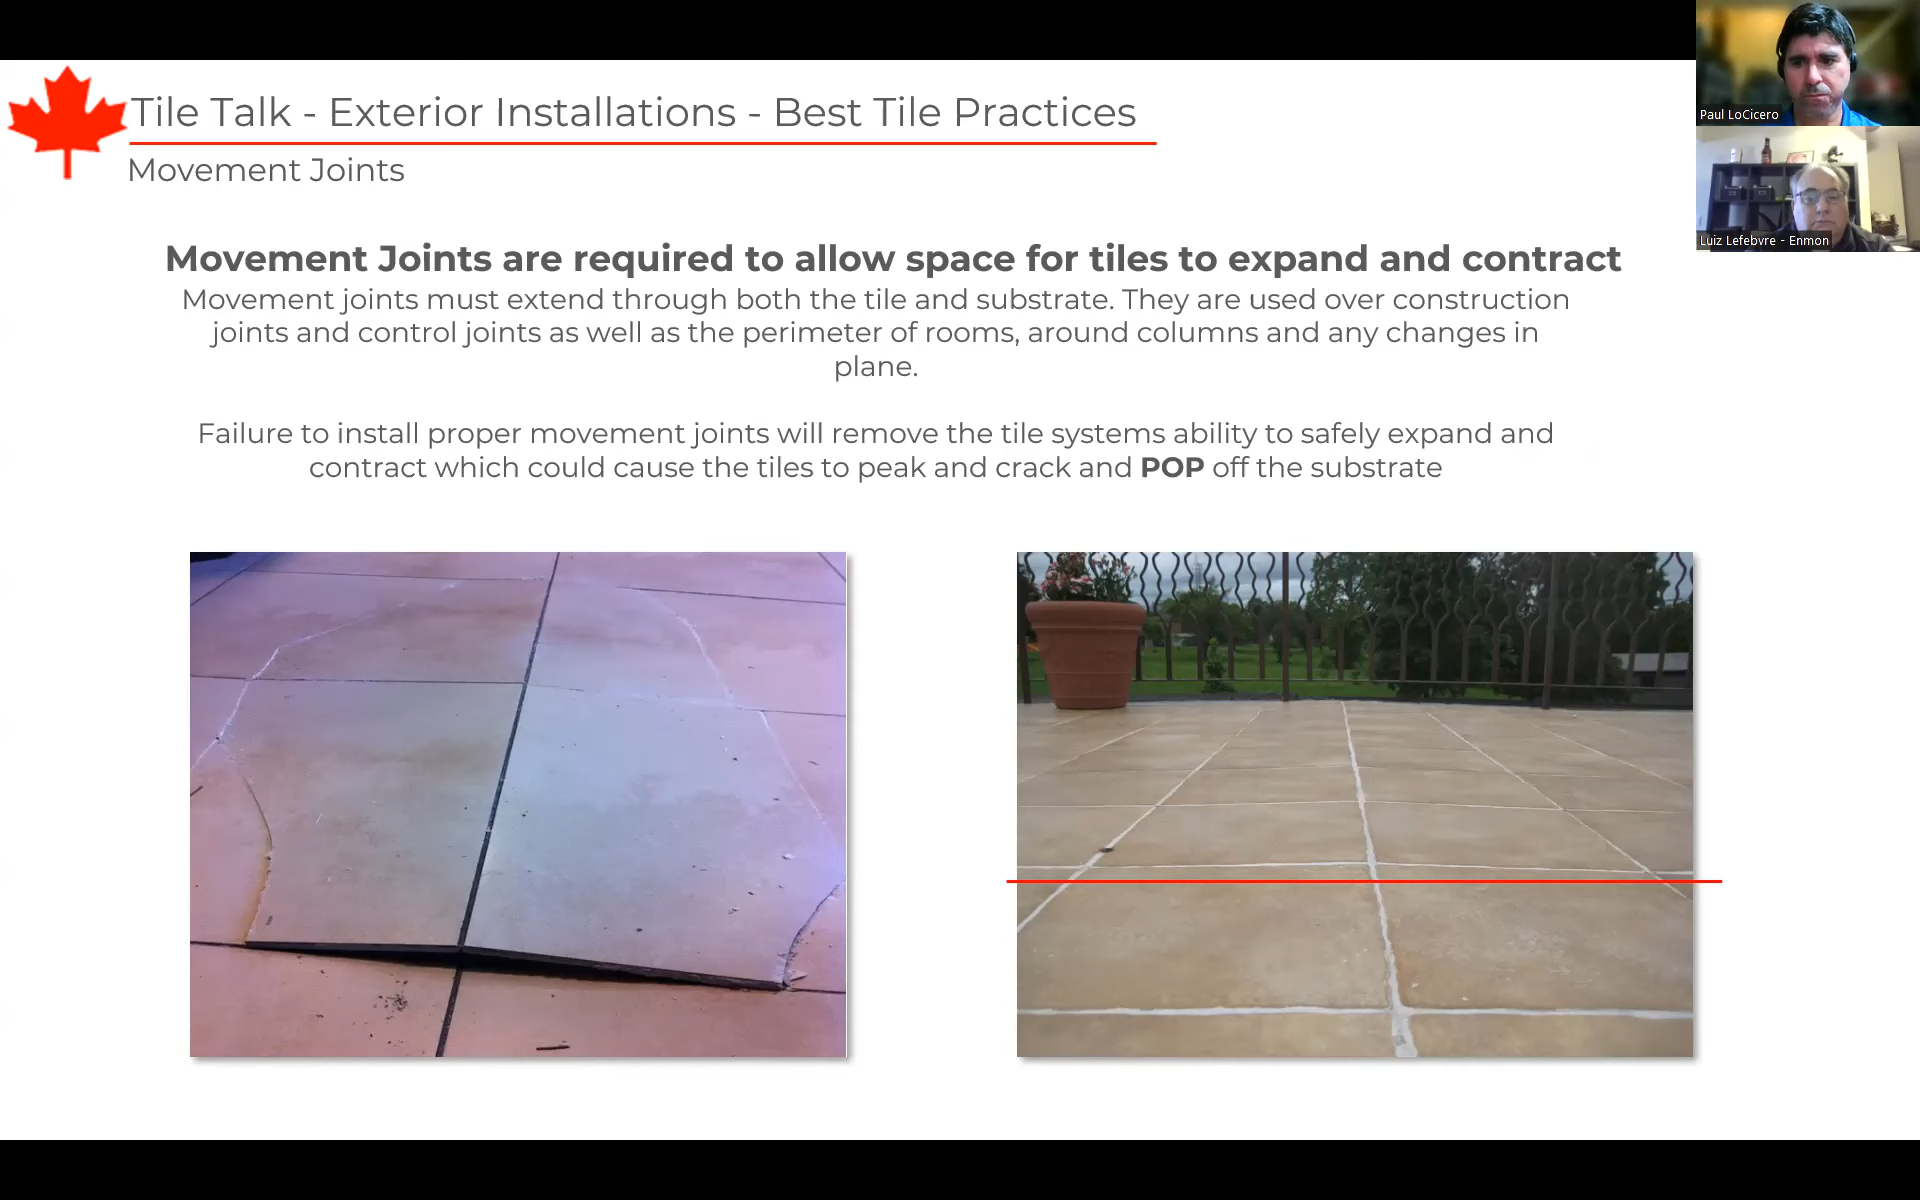 Tile Talk - Exterior Installations - Best Tile Practices
Movement Joints
Movement Joints are required to allow space for tiles to expand and contract
Movement joints must extend through both the tile and substrate. They are used over construction
joints and control joints as well as the perimeter of rooms, around columns and any changes in
plane.
Failure to install proper movement joints will remove the tile systems ability to safely expand and
contract which could cause the tiles to peak and crack and POP off the substrate
Paul LoCicero
Luiz Lefebvre - Enmon